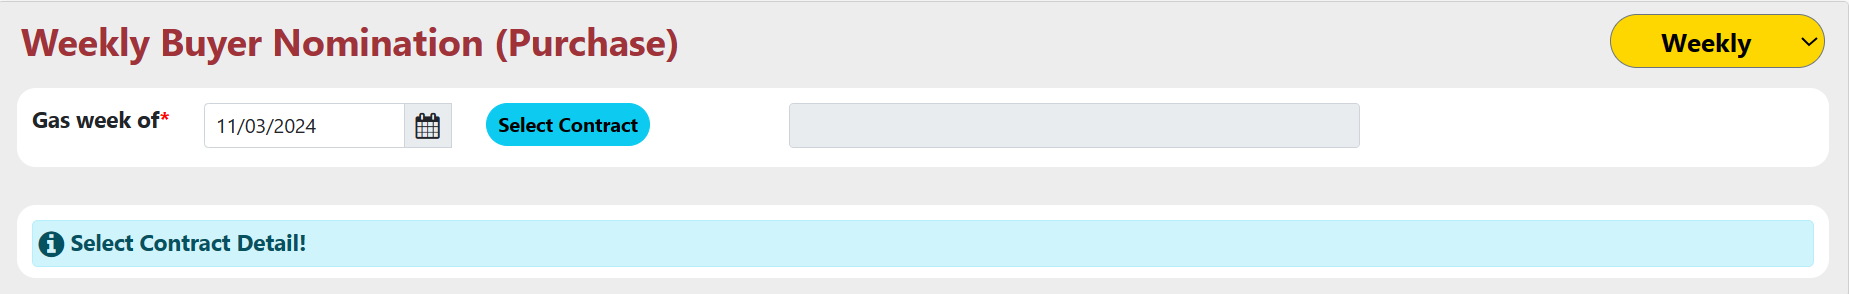 Weekly Buyer Nomination (Purchase)
Weekly
Gas week of*
11/03/2024
Select Contract
Select Contract Detail!